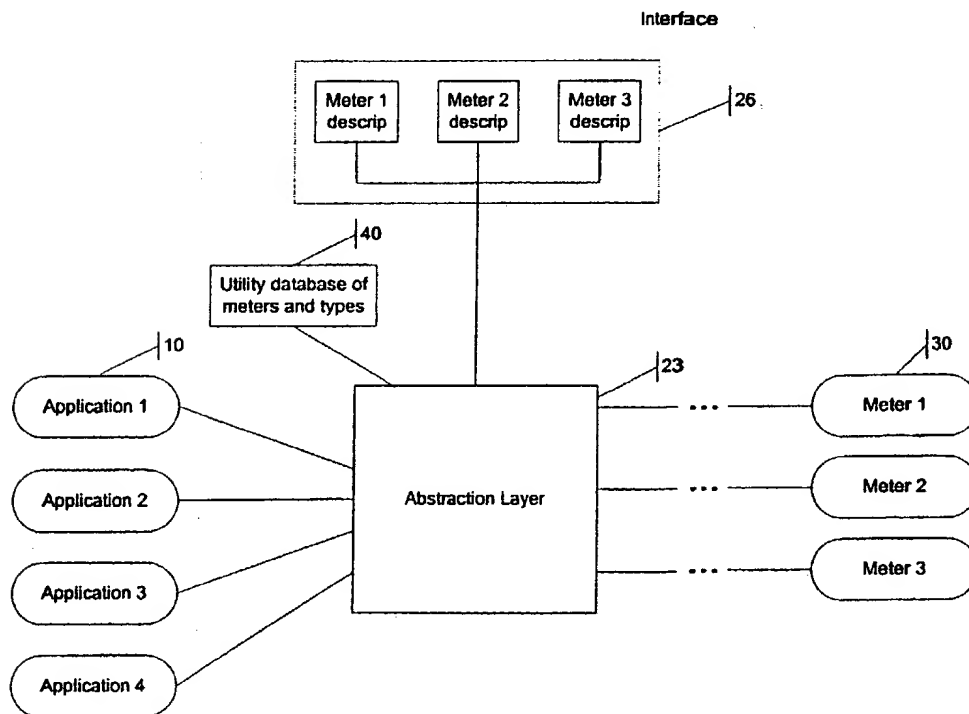 Interface
Meter 1
descrip
Meter 2
descrip
Meter 3
descrip
26
40
Utility database of
meters and types
10
23
30
Application 1
Meter 1
Application 2
Abstraction Layer
Meter 2
Application 3
Meter 3
Application 4